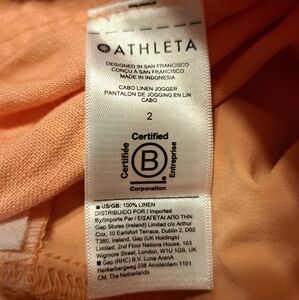 ATHLETA
DESIGNED IN SAN FRANCISCO
CONÇU À SAN FRANCISCO
MADE IN INDONESIA
CABO LINEN JOGGER
PANTALON DE JOGGING EN LIN
CABO
2
Certified
Certifiée
B
Entreprise
Corporation
US/GB: 100% LINEN
DISTRIBUIDO POR / Imported
By/Importé Par / ΕΙΣΑΓΕΤΑΙ ΑΠΟ ΤΗΝ:
Gap Stores (Ireland) Limited c/o Arthur
Cox, 10 Earlsfort Terrace, Dublin 2, D02
T380, Ireland, Gap (UK Holdings)
Limited, 2nd Floor Nations House, 103
Wigmore Street, London, W1U 1QS, UK
Gap (RHC) B.V. Luna ArenA
Herikerbergweg 238 Amsterdam 1101
CM, The Netherlands